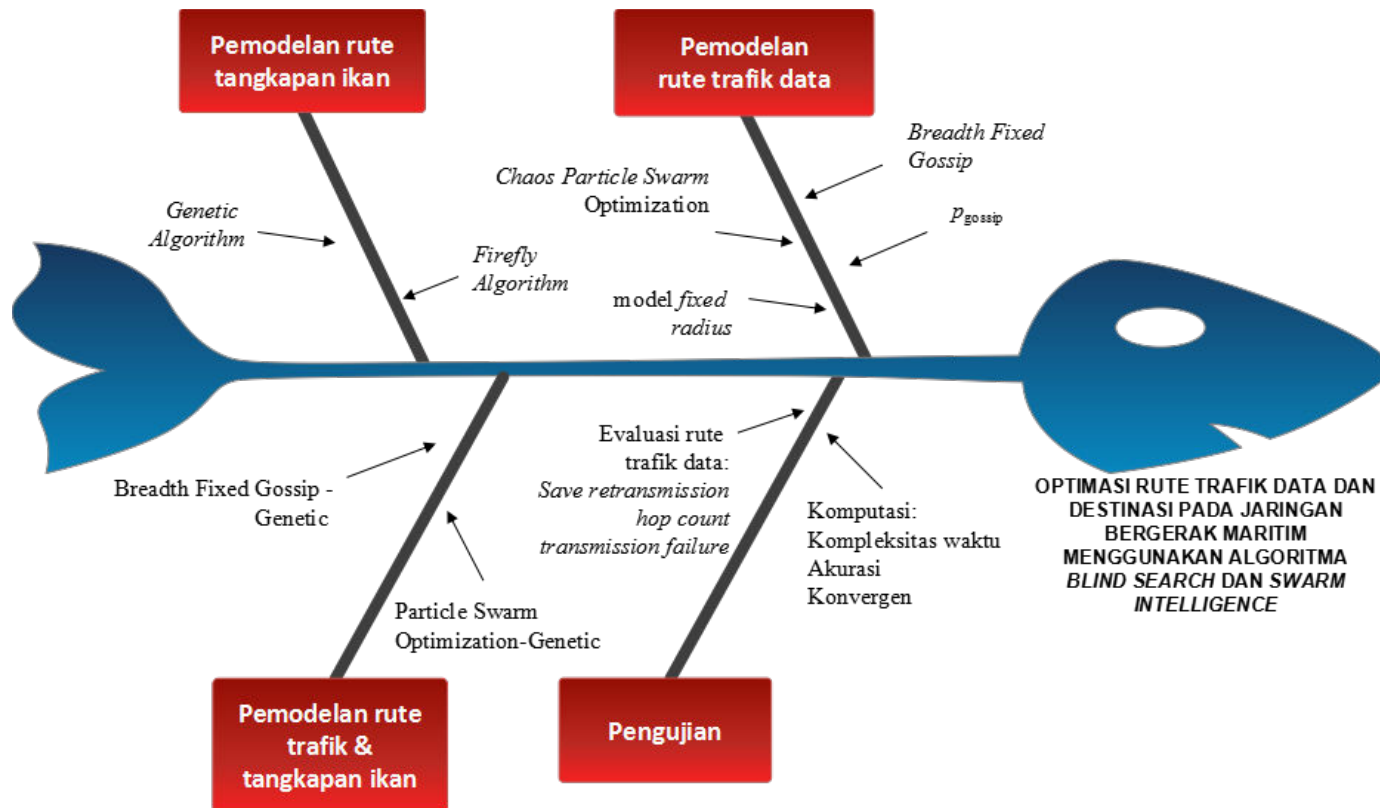 Pemodelan rute
tangkapan ikan
Pemodelan
rute trafik data
Genetic
Algorithm
Firefly
Algorithm
Chaos Particle Swarm
Optimization
model fixed
radius
Breadth Fixed
Gossip
pgossip
Breadth Fixed Gossip -
Genetic
Particle Swarm
Optimization-Genetic
Evaluasi rute
trafik data:
Save retransmission
hop count
transmission failure
Komputasi:
Kompleksitas waktu
Akurasi
Konvergen
OPTIMASI RUTE TRAFIK DATA DAN
DESTINASI PADA JARINGAN
BERGERAK MARITIM
MENGGUNAKAN ALGORITMA
BLIND SEARCH DAN SWARM
INTELLIGENCE
Pemodelan rute
trafik &
tangkapan ikan
Pengujian